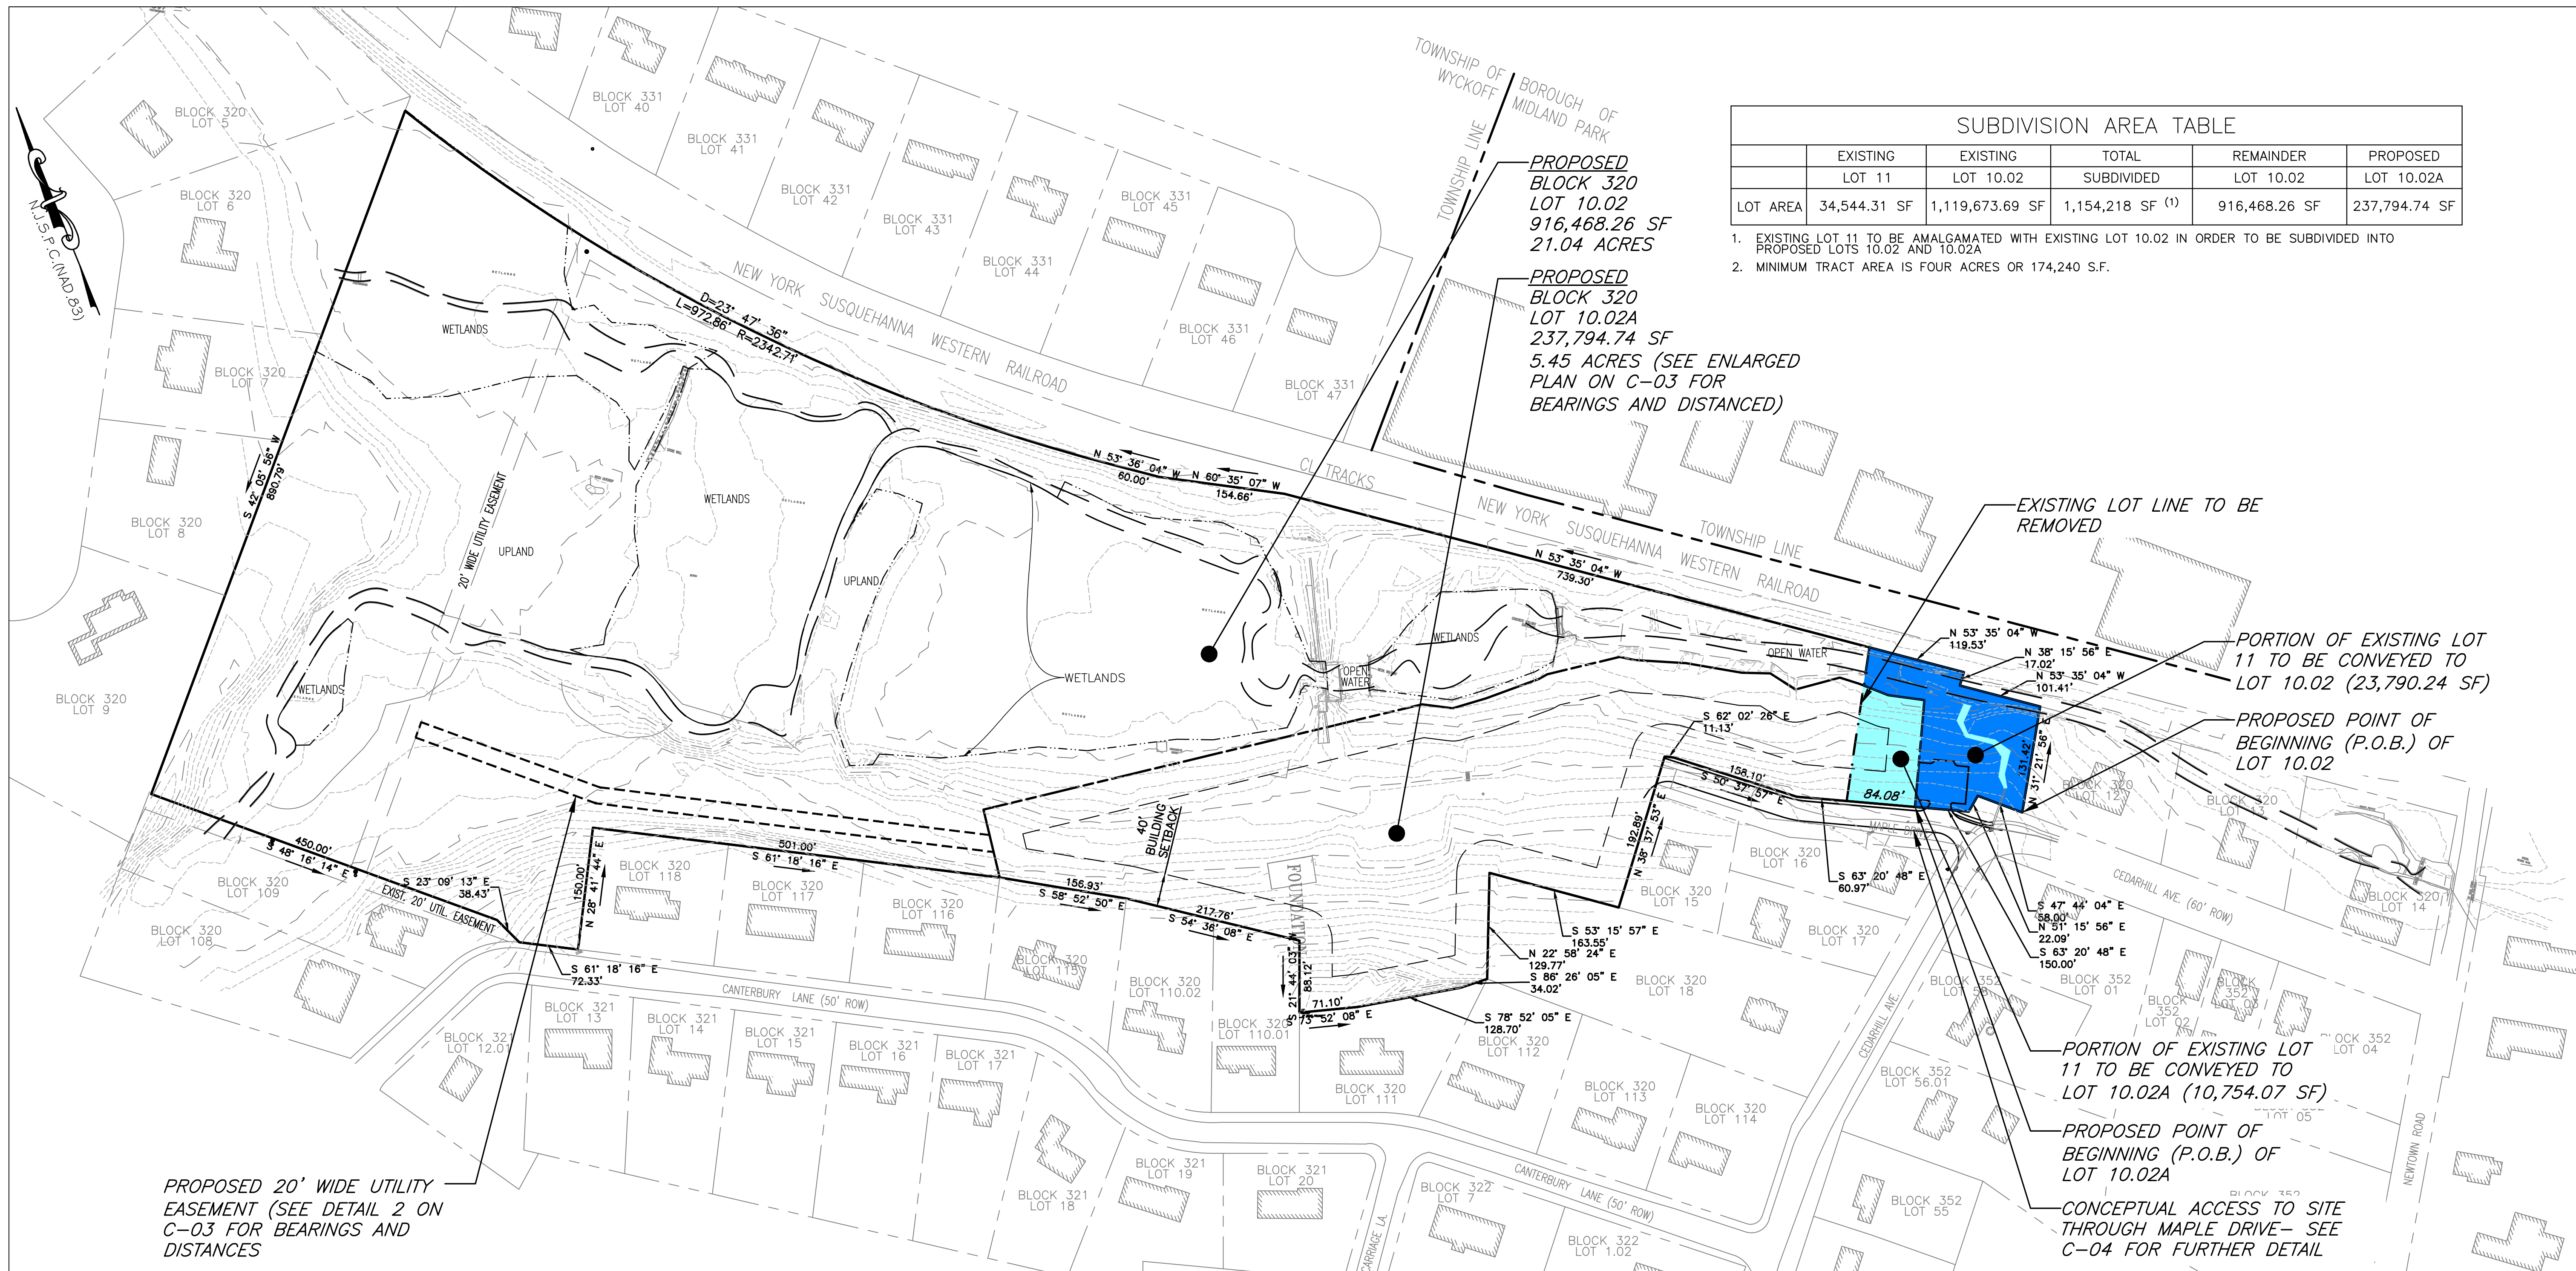 TOWNSHIP OF
WYCKOFF
BOROUGH OF
MIDLAND PARK
TOWNSHIP LINE
N.J.S.P.C.(NAD.83)
SUBDIVISION AREA TABLE
EXISTING EXISTING TOTAL REMAINDER PROPOSED
LOT 11 LOT 10.02 SUBDIVIDED LOT 10.02 LOT 10.02A
LOT AREA 34,544.31 SF 1,119,673.69 SF 1,154,218 SF (1) 916,468.26 SF 237,794.74 SF
1. EXISTING LOT 11 TO BE AMALGAMATED WITH EXISTING LOT 10.02 IN ORDER TO BE SUBDIVIDED INTO
PROPOSED LOTS 10.02 AND 10.02A
2. MINIMUM TRACT AREA IS FOUR ACRES OR 174,240 S.F.
PROPOSED
BLOCK 320
LOT 10.02
916,468.26 SF
21.04 ACRES
PROPOSED
BLOCK 320
LOT 10.02A
237,794.74 SF
5.45 ACRES (SEE ENLARGED
PLAN ON C-03 FOR
BEARINGS AND DISTANCED)
BLOCK 320
LOT 5
BLOCK 320
LOT 6
BLOCK 320
LOT 7
BLOCK 320
LOT 8
BLOCK 320
LOT 9
BLOCK 331
LOT 40
BLOCK 331
LOT 41
BLOCK 331
LOT 42
BLOCK 331
LOT 43
BLOCK 331
LOT 44
BLOCK 331
LOT 45
BLOCK 331
LOT 46
BLOCK 331
LOT 47
NEW YORK SUSQUEHANNA WESTERN RAILROAD
D=23° 47' 36"
L=972.86' R=2342.71'
WETLANDS
WETLANDS
UPLAND
UPLAND
WETLANDS
WETLANDS
WETLANDS
OPEN
WATER
OPEN WATER
20' WIDE UTILITY EASEMENT
S 42° 05' 56" W
890.79'
N 53° 36' 04" W
60.00'
N 60° 35' 07" W
154.66'
CL TRACKS
NEW YORK SUSQUEHANNA WESTERN RAILROAD
TOWNSHIP LINE
N 53° 35' 04" W
739.30'
N 53° 35' 04" W
119.53'
N 38° 15' 56" E
17.02'
N 53° 35' 04" W
101.41'
N 31° 21' 56" E
131.42'
EXISTING LOT LINE TO BE
REMOVED
PORTION OF EXISTING LOT
11 TO BE CONVEYED TO
LOT 10.02 (23,790.24 SF)
PROPOSED POINT OF
BEGINNING (P.O.B.) OF
LOT 10.02
S 62° 02' 26" E
11.13'
158.10'
S 50° 37' 57" E
84.08'
192.89'
N 38° 37' 53" E
MAPLE DRIVE
S 63° 20' 48" E
60.97'
S 47° 44' 04" E
58.00'
N 51° 15' 56" E
22.09'
S 63° 20' 48" E
150.00'
S 53° 15' 57" E
163.55'
N 22° 58' 24" E
129.77'
S 86° 26' 05" E
34.02'
S 78° 52' 05" E
128.70'
71.10'
S 73° 52' 08" E
S 21° 44' 03" W
88.12'
217.76'
S 54° 36' 08" E
156.93'
S 58° 52' 50" E
40'
BUILDING
SETBACK
FOUNDATION
501.00'
S 61° 18' 16" E
150.00'
N 28° 41' 44" E
S 61° 18' 16" E
72.33'
S 23° 09' 13" E
38.43'
EXIST. 20' UTIL. EASEMENT
450.00'
S 48° 16' 14" E
BLOCK 320
LOT 109
BLOCK 320
LOT 108
BLOCK 320
LOT 118
BLOCK 320
LOT 117
BLOCK 320
LOT 116
BLOCK 320
LOT 115
BLOCK 320
LOT 110.02
BLOCK 320
LOT 110.01
BLOCK 320
LOT 111
BLOCK 320
LOT 112
BLOCK 320
LOT 113
BLOCK 320
LOT 114
BLOCK 320
LOT 15
BLOCK 320
LOT 16
BLOCK 320
LOT 17
BLOCK 320
LOT 18
BLOCK 320
LOT 12
BLOCK 320
LOT 13
BLOCK 320
LOT 14
CEDARHILL AVE. (60' ROW)
CEDARHILL AVE.
NEWTOWN ROAD
CANTERBURY LANE (50' ROW)
CANTERBURY LANE (50' ROW)
CARRIAGE LA.
BLOCK 321
LOT 12.01
BLOCK 321
LOT 13
BLOCK 321
LOT 14
BLOCK 321
LOT 15
BLOCK 321
LOT 16
BLOCK 321
LOT 17
BLOCK 321
LOT 18
BLOCK 321
LOT 19
BLOCK 321
LOT 20
BLOCK 322
LOT 7
BLOCK 322
LOT 1.02
BLOCK 352
LOT 58
BLOCK 352
LOT 01
BLOCK
352
LOT 02
BLOCK
352
LOT 03
BLOCK 352
LOT 04
LOT 05
BLOCK 352
LOT 56.01
BLOCK 352
LOT 55
BLOCK 352
PORTION OF EXISTING LOT
11 TO BE CONVEYED TO
LOT 10.02A (10,754.07 SF)
PROPOSED POINT OF
BEGINNING (P.O.B.) OF
LOT 10.02A
CONCEPTUAL ACCESS TO SITE
THROUGH MAPLE DRIVE- SEE
C-04 FOR FURTHER DETAIL
PROPOSED 20' WIDE UTILITY
EASEMENT (SEE DETAIL 2 ON
C-03 FOR BEARINGS AND
DISTANCES